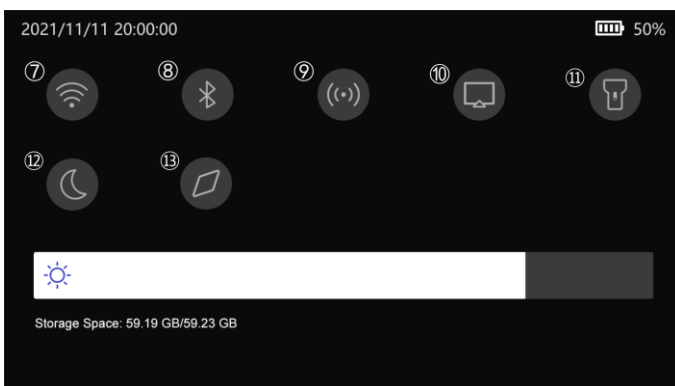 2021/11/11 20:00:00 50%
⑦ ⑧ ⑨ ⑩ ⑪
⑫ ⑬
Storage Space: 59.19 GB/59.23 GB